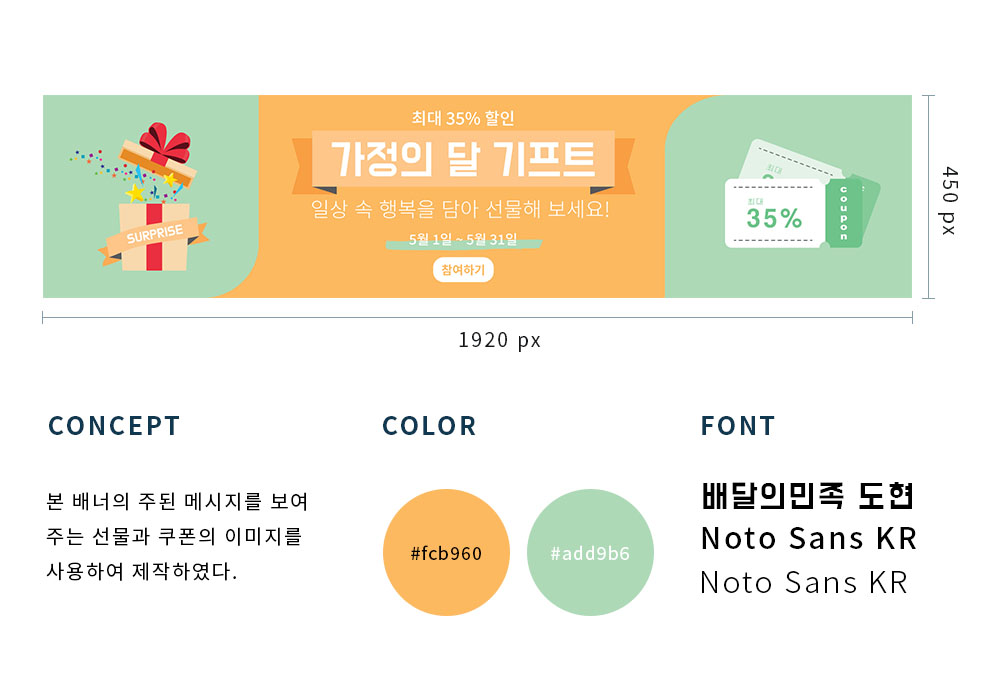 최대 35% 할인
가정의 달 기프트
일상 속 행복을 담아 선물해 보세요!
5월 1일 ~ 5월 31일
참여하기
SURPRISE
최대
최대
35%
coupon
450 px
1920 px
CONCEPT
본 배너의 주된 메시지를 보여
주는 선물과 쿠폰의 이미지를
사용하여 제작하였다.
COLOR
#fcb960
#add9b6
FONT
배달의민족 도현
Noto Sans KR
Noto Sans KR